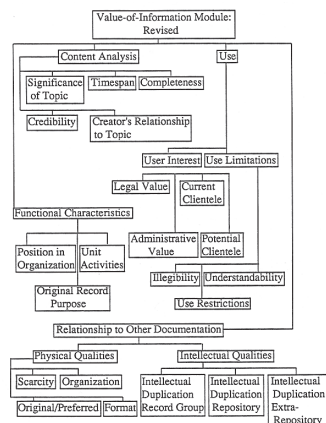 Value-of-Information Module:
Revised
Content Analysis
Use
Significance
of Topic
Timespan
Completeness
Credibility
Creator's Relationship
to Topic
User Interest
Use Limitations
Legal Value
Current
Clientele
Functional Characteristics
Administrative
Value
Potential
Clientele
Position in
Organization
Unit
Activities
Illegibility
Understandability
Original Record
Purpose
Use Restrictions
Relationship to Other Documentation
Physical Qualities
Intellectual Qualities
Scarcity
Organization
Intellectual
Duplication
Record Group
Intellectual
Duplication
Repository
Intellectual
Duplication
Extra-
Repository
Original/Preferred
Format